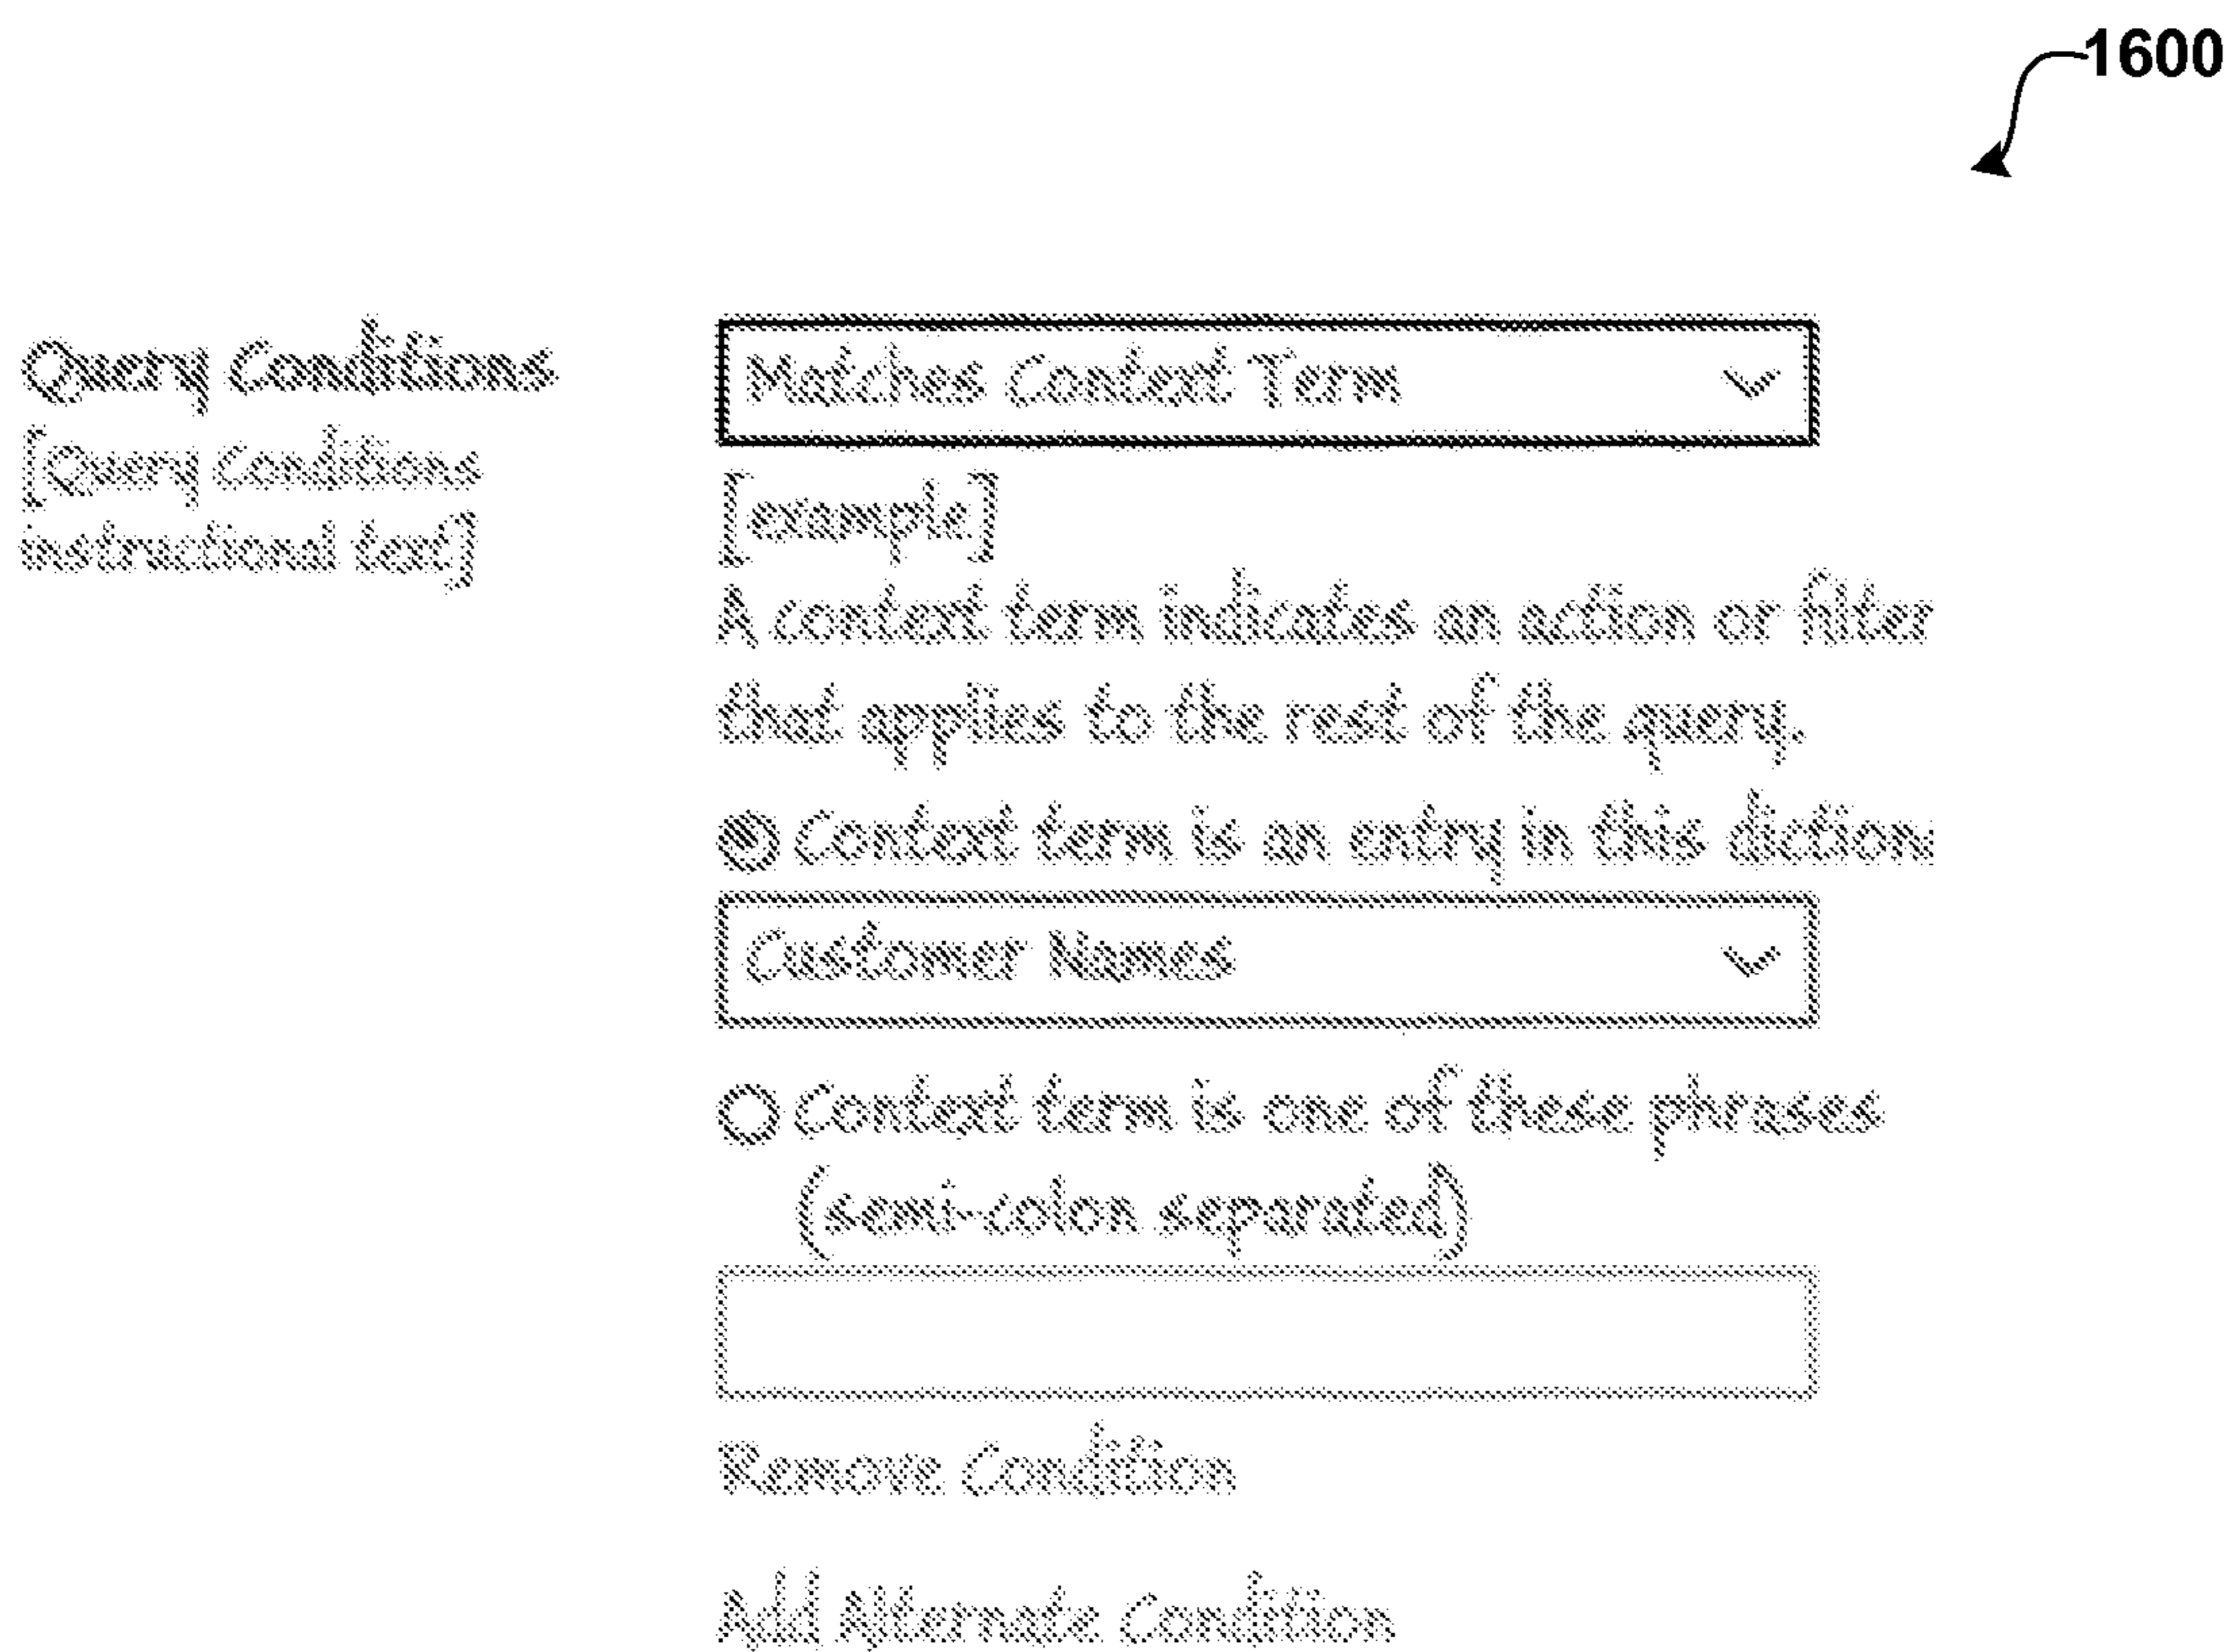 1600
Query Conditions
[Query Conditions
instructional text]
Matches Context Term
[example]
A context term indicates an action or filter
that applies to the rest of the query.
Context term is an entry in this diction
Customer Names
Context term is one of these phrases
(semi-colon separated)
Remove Condition
Add Alternate Condition